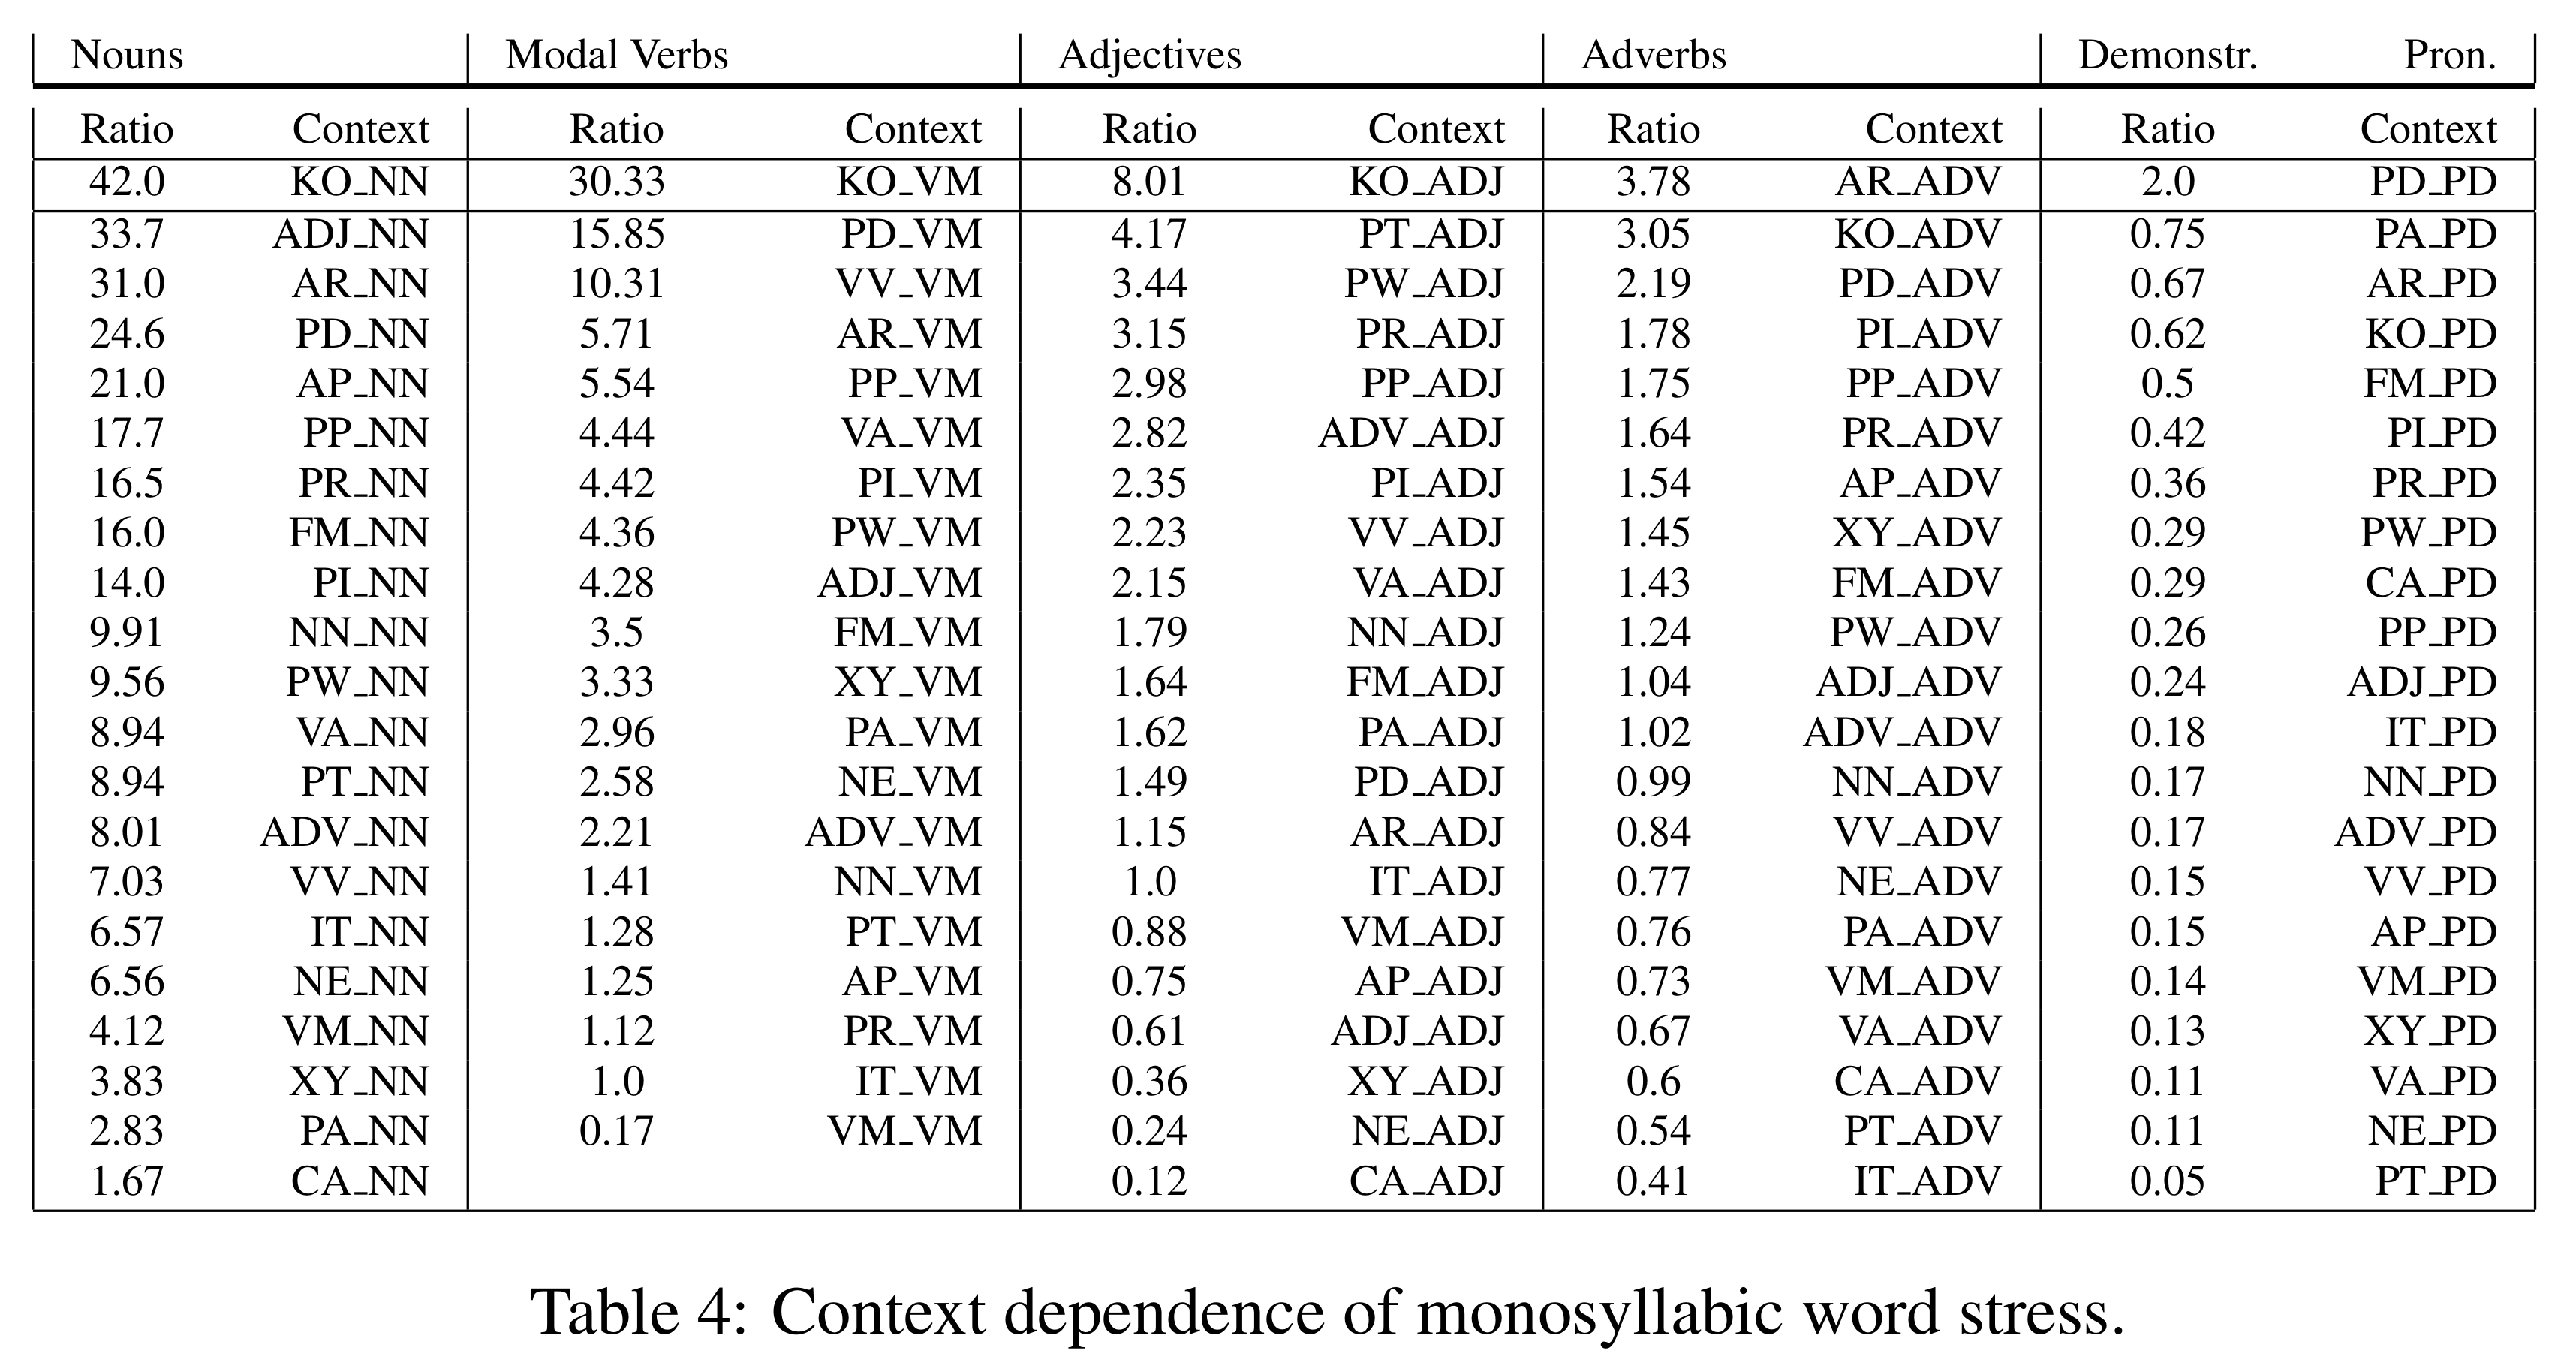 Nouns Modal Verbs Adjectives Adverbs Demonstr. Pron.
Ratio Context Ratio Context Ratio Context Ratio Context Ratio Context
42.0 KO_NN 30.33 KO_VM 8.01 KO_ADJ 3.78 AR_ADV 2.0 PD_PD
33.7 ADJ_NN 15.85 PD_VM 4.17 PT_ADJ 3.05 KO_ADV 0.75 PA_PD
31.0 AR_NN 10.31 VV_VM 3.44 PW_ADJ 2.19 PD_ADV 0.67 AR_PD
24.6 PD_NN 5.71 AR_VM 3.15 PR_ADJ 1.78 PI_ADV 0.62 KO_PD
21.0 AP_NN 5.54 PP_VM 2.98 PP_ADJ 1.75 PP_ADV 0.5 FM_PD
17.7 PP_NN 4.44 VA_VM 2.82 ADV_ADJ 1.64 PR_ADV 0.42 PI_PD
16.5 PR_NN 4.42 PI_VM 2.35 PI_ADJ 1.54 AP_ADV 0.36 PR_PD
16.0 FM_NN 4.36 PW_VM 2.23 VV_ADJ 1.45 XY_ADV 0.29 PW_PD
14.0 PI_NN 4.28 ADJ_VM 2.15 VA_ADJ 1.43 FM_ADV 0.29 CA_PD
9.91 NN_NN 3.5 FM_VM 1.79 NN_ADJ 1.24 PW_ADV 0.26 PP_PD
9.56 PW_NN 3.33 XY_VM 1.64 FM_ADJ 1.04 ADJ_ADV 0.24 ADJ_PD
8.94 VA_NN 2.96 PA_VM 1.62 PA_ADJ 1.02 ADV_ADV 0.18 IT_PD
8.94 PT_NN 2.58 NE_VM 1.49 PD_ADJ 0.99 NN_ADV 0.17 NN_PD
8.01 ADV_NN 2.21 ADV_VM 1.15 AR_ADJ 0.84 VV_ADV 0.17 ADV_PD
7.03 VV_NN 1.41 NN_VM 1.0 IT_ADJ 0.77 NE_ADV 0.15 VV_PD
6.57 IT_NN 1.28 PT_VM 0.88 VM_ADJ 0.76 PA_ADV 0.15 AP_PD
6.56 NE_NN 1.25 AP_VM 0.75 AP_ADJ 0.73 VM_ADV 0.14 VM_PD
4.12 VM_NN 1.12 PR_VM 0.61 ADJ_ADJ 0.67 VA_ADV 0.13 XY_PD
3.83 XY_NN 1.0 IT_VM 0.36 XY_ADJ 0.6 CA_ADV 0.11 VA_PD
2.83 PA_NN 0.17 VM_VM 0.24 NE_ADJ 0.54 PT_ADV 0.11 NE_PD
1.67 CA_NN 0.12 CA_ADJ 0.41 IT_ADV 0.05 PT_PD
Table 4: Context dependence of monosyllabic word stress.